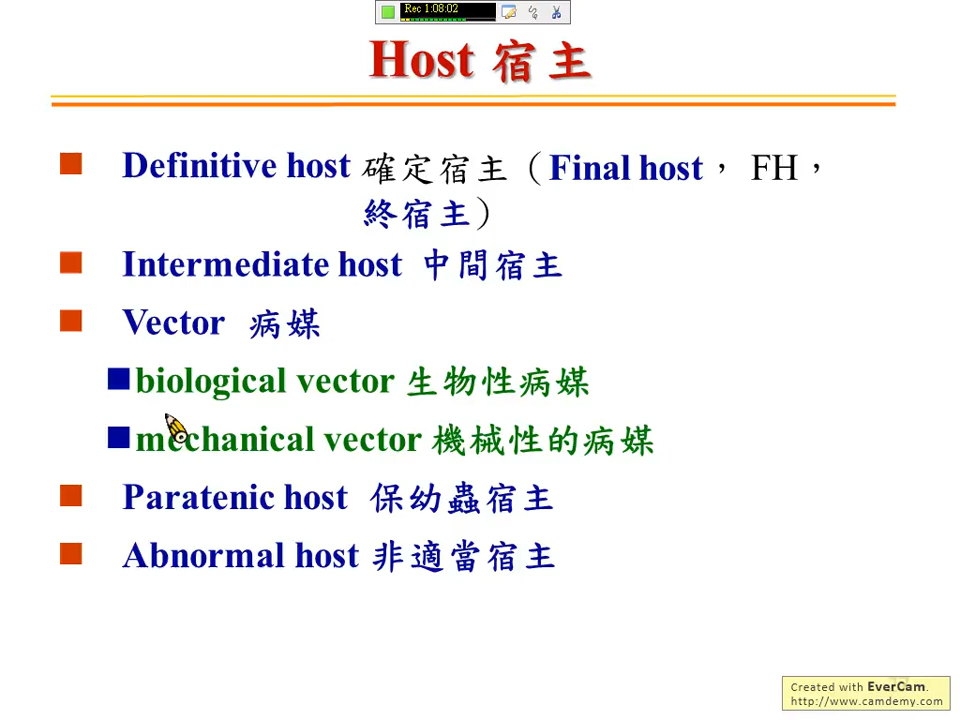 Rec 1:08:02
Host 宿主
Definitive host 確定宿主（Final host，FH，
終宿主）
Intermediate host 中間宿主
Vector 病媒
biological vector 生物性病媒
mechanical vector 機械性的病媒
Paratenic host 保幼蟲宿主
Abnormal host 非適當宿主
Created with EverCam.
http://www.camdemy.com